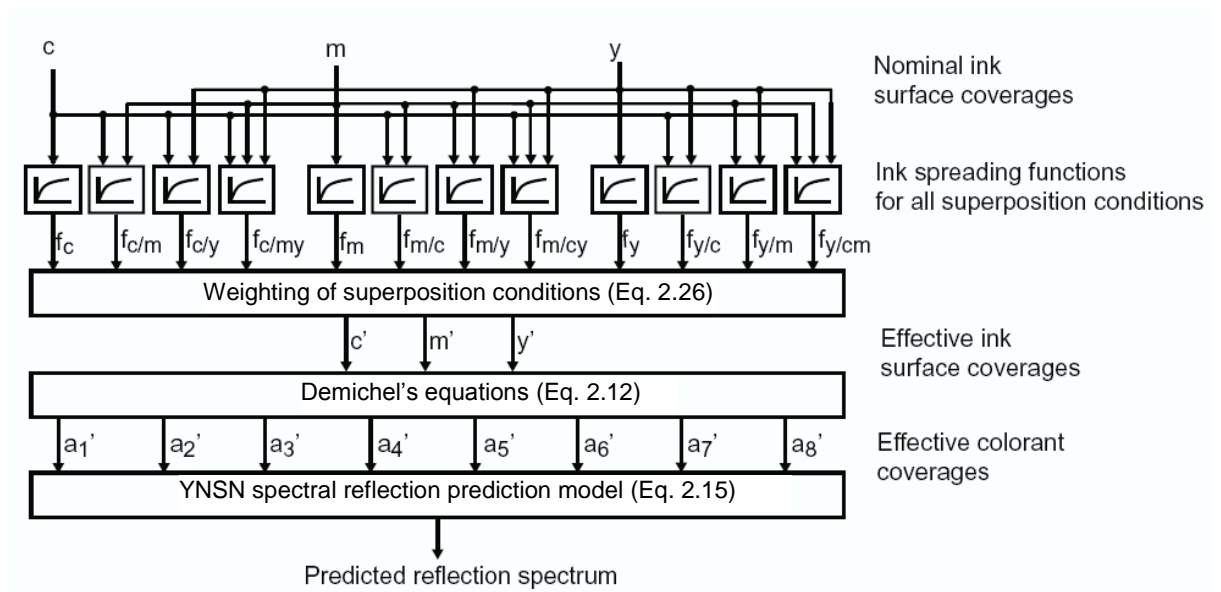 c
m
y
Nominal ink
surface coverages
Ink spreading functions
for all superposition conditions
fc
fc/m
fc/y
fc/my
fm
fm/c
fm/y
fm/cy
fy
fy/c
fy/m
fy/cm
Weighting of superposition conditions (Eq. 2.26)
c’
m’
y’
Effective ink
surface coverages
Demichel’s equations (Eq. 2.12)
a1’
a2’
a3’
a4’
a5’
a6’
a7’
a8’
Effective colorant
coverages
YNSN spectral reflection prediction model (Eq. 2.15)
Predicted reflection spectrum